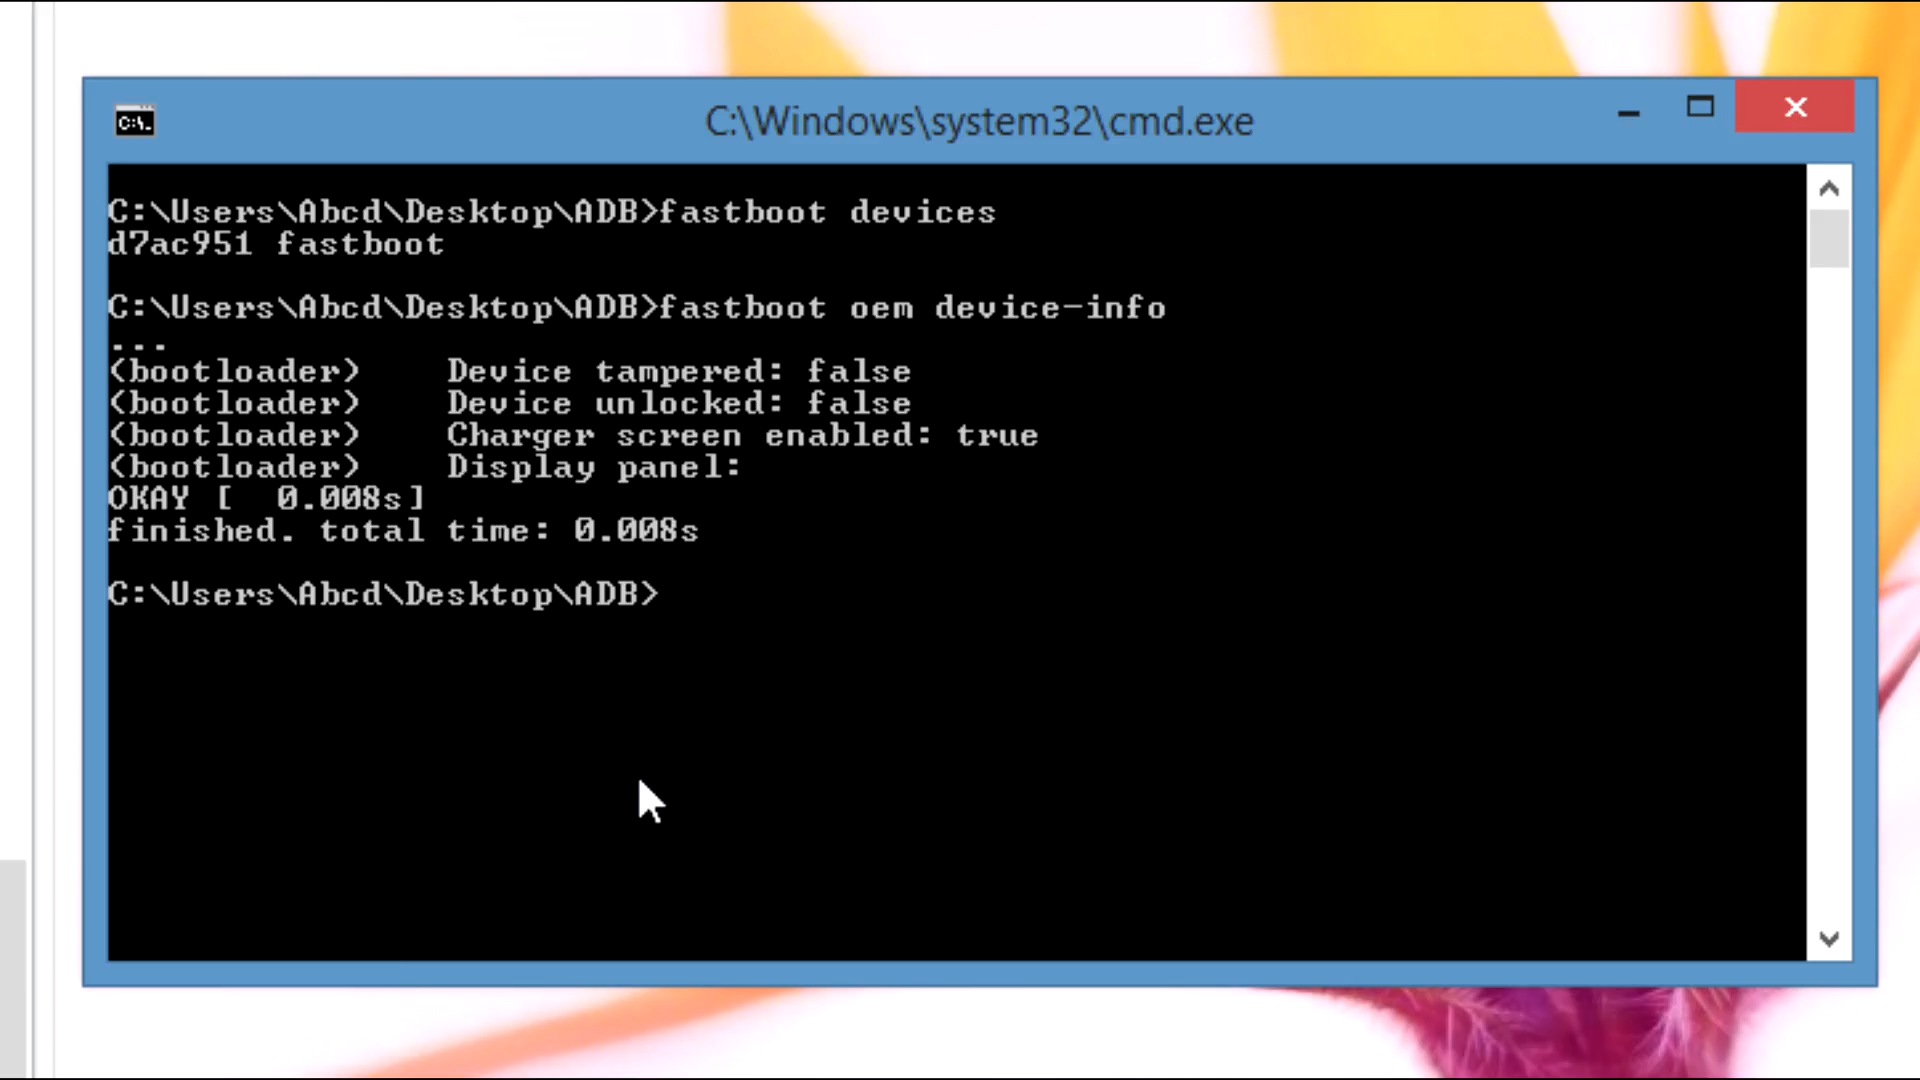 C:\.
C:\Windows\system32\cmd.exe
C:\Users\Abcd\Desktop\ADB>fastboot devices
d7ac951 fastboot
C:\Users\Abcd\Desktop\ADB>fastboot oem device-info
...
(bootloader)    Device tampered: false
(bootloader)    Device unlocked: false
(bootloader)    Charger screen enabled: true
(bootloader)    Display panel:
OKAY [  0.008s]
finished. total time: 0.008s
C:\Users\Abcd\Desktop\ADB>